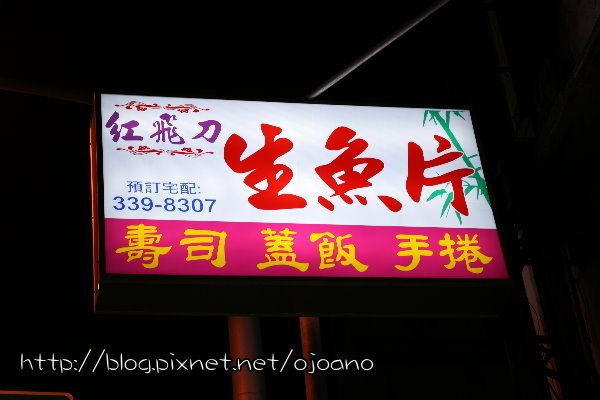 红飛刀
生魚片
預訂宅配:
339-8307
壽司 蓋飯 手捲
http://blog.pixnet.net/ojoano